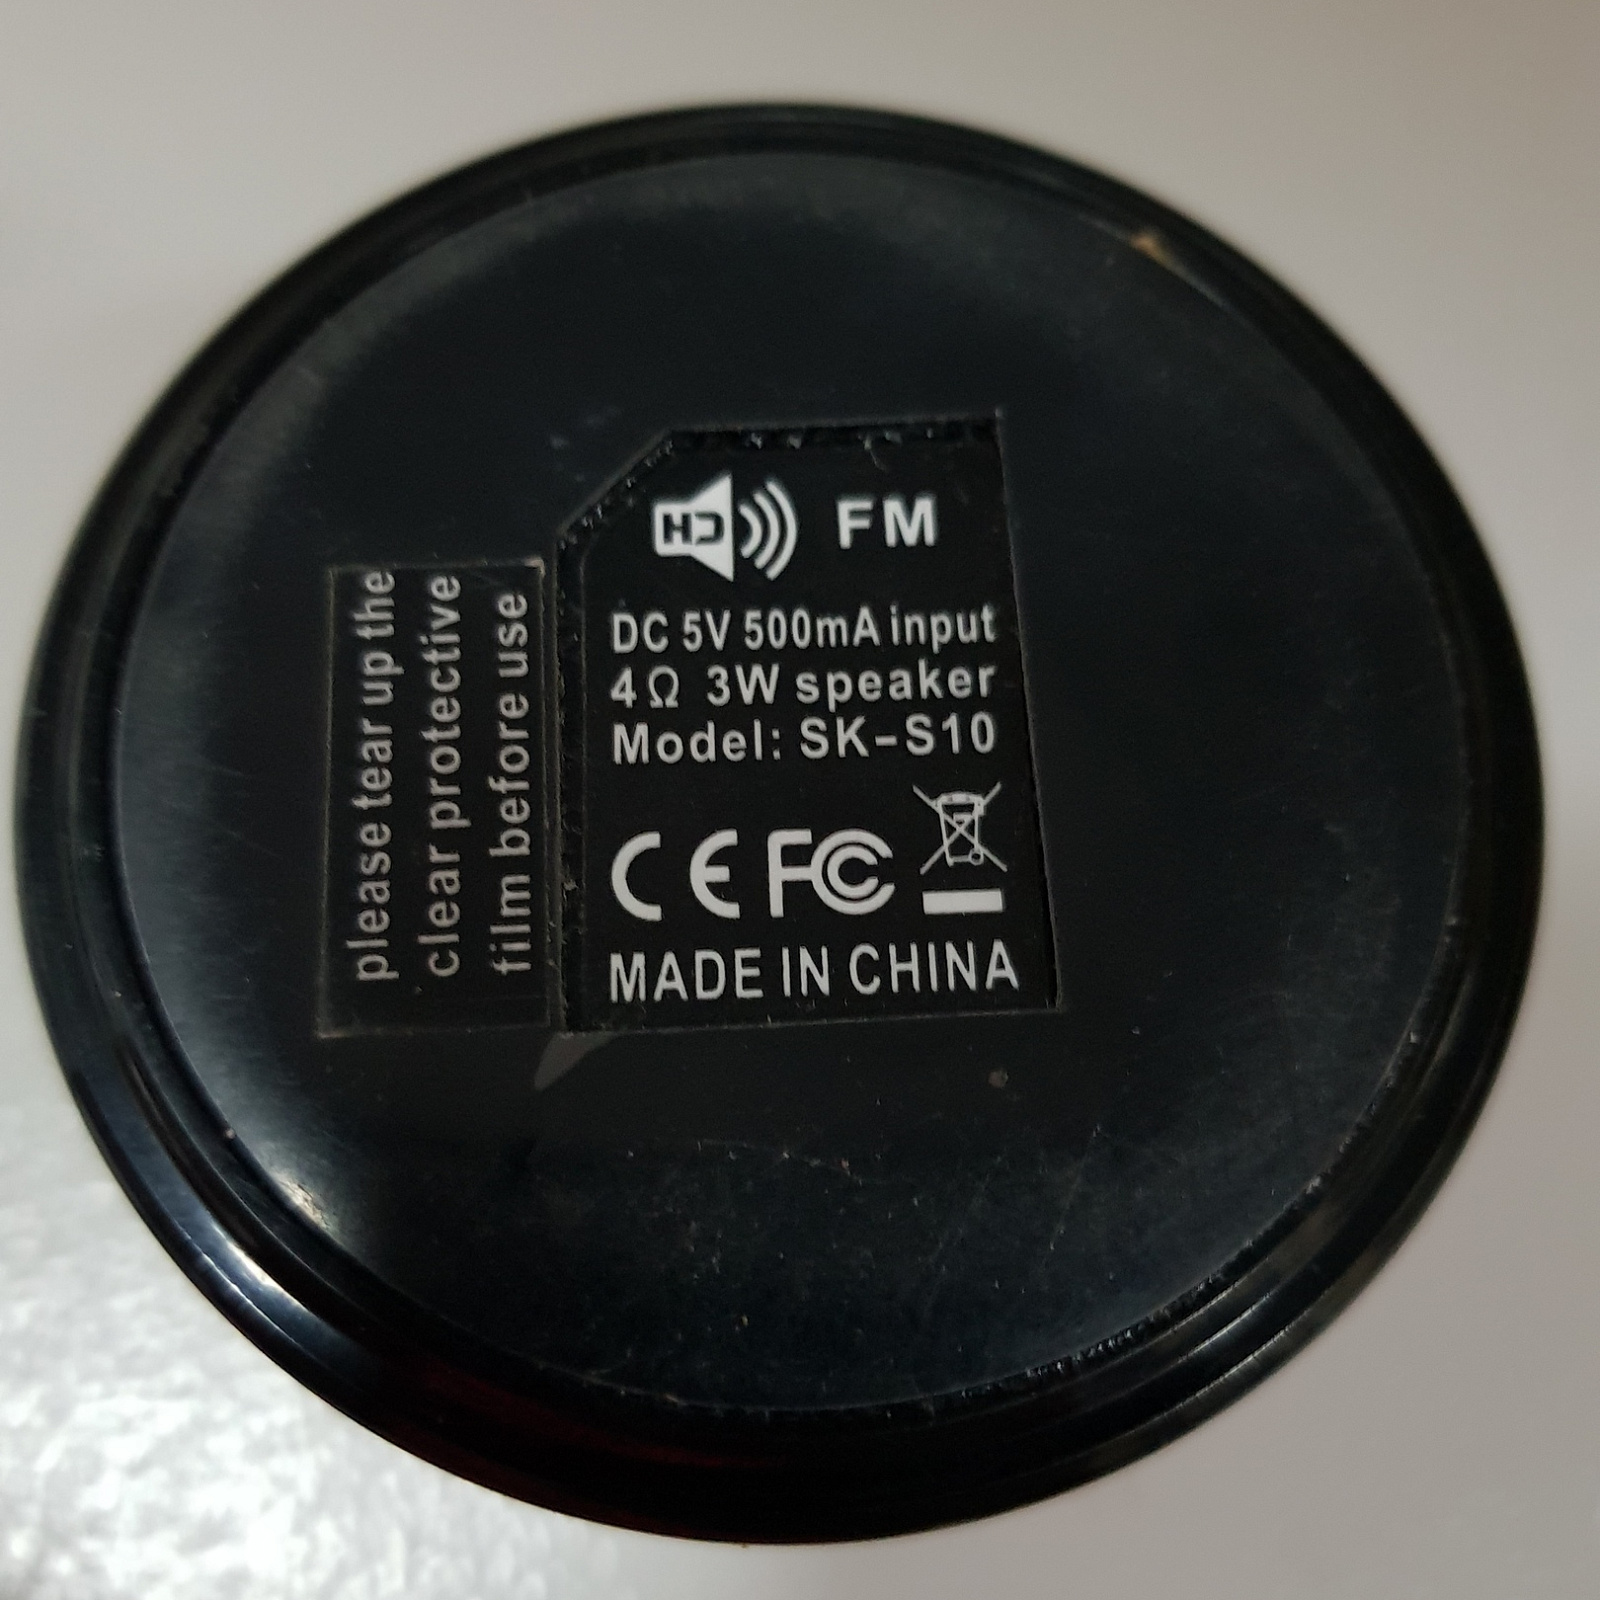 please tear up the
clear protective
film before use
HD FM
DC 5V 500mA input
4Ω 3W speaker
Model: SK-S10
CE FC
MADE IN CHINA